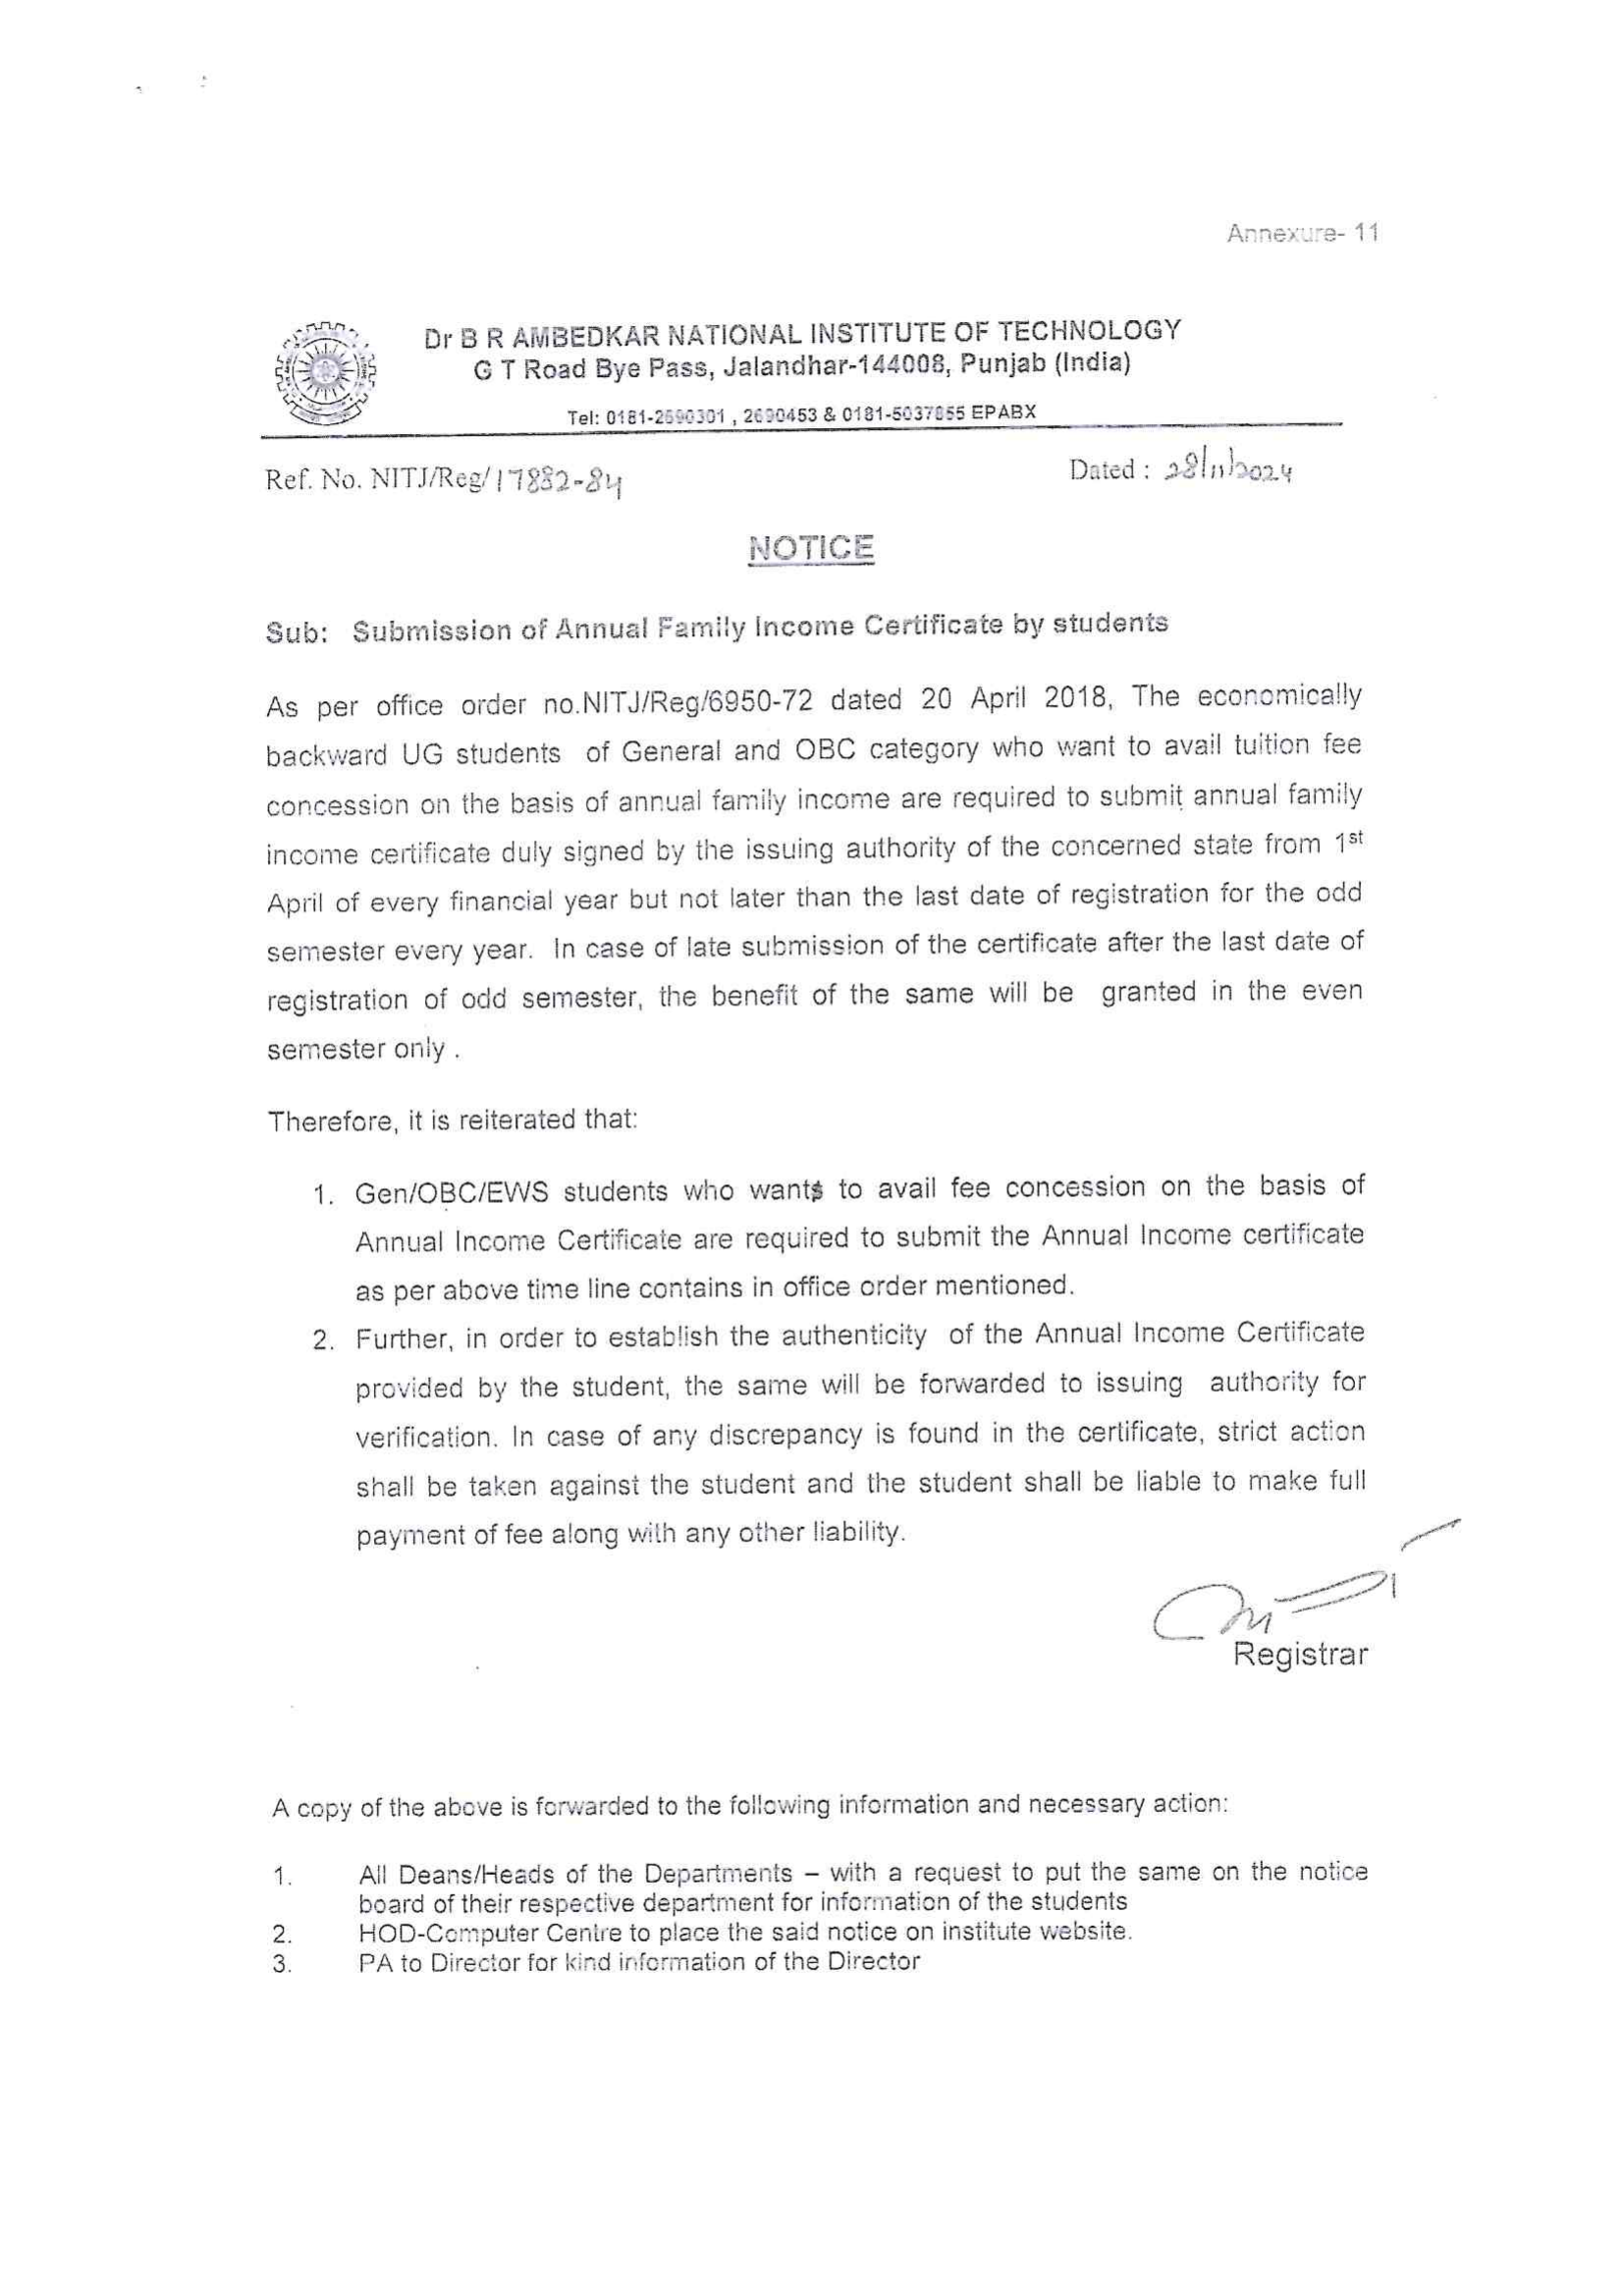 Annexure- 11
Dr B R AMBEDKAR NATIONAL INSTITUTE OF TECHNOLOGY
G T Road Bye Pass, Jalandhar-144008, Punjab (India)
Tel: 0181-2690301 , 2690453 & 0181-5037855 EPABX
Ref. No. NITJ/Reg/17882-84
Dated : 28/11/2024
NOTICE
Sub: Submission of Annual Family Income Certificate by students
As per office order no.NITJ/Reg/6950-72 dated 20 April 2018, The economically
backward UG students of General and OBC category who want to avail tuition fee
concession on the basis of annual family income are required to submit annual family
income certificate duly signed by the issuing authority of the concerned state from 1st
April of every financial year but not later than the last date of registration for the odd
semester every year. In case of late submission of the certificate after the last date of
registration of odd semester, the benefit of the same will be granted in the even
semester only .
Therefore, it is reiterated that:
1. Gen/OBC/EWS students who wants to avail fee concession on the basis of
Annual Income Certificate are required to submit the Annual Income certificate
as per above time line contains in office order mentioned.
2. Further, in order to establish the authenticity of the Annual Income Certificate
provided by the student, the same will be forwarded to issuing authority for
verification. In case of any discrepancy is found in the certificate, strict action
shall be taken against the student and the student shall be liable to make full
payment of fee along with any other liability.
Registrar
A copy of the above is forwarded to the following information and necessary action:
1. All Deans/Heads of the Departments – with a request to put the same on the notice
board of their respective department for information of the students
2. HOD-Computer Centre to place the said notice on institute website.
3. PA to Director for kind information of the Director